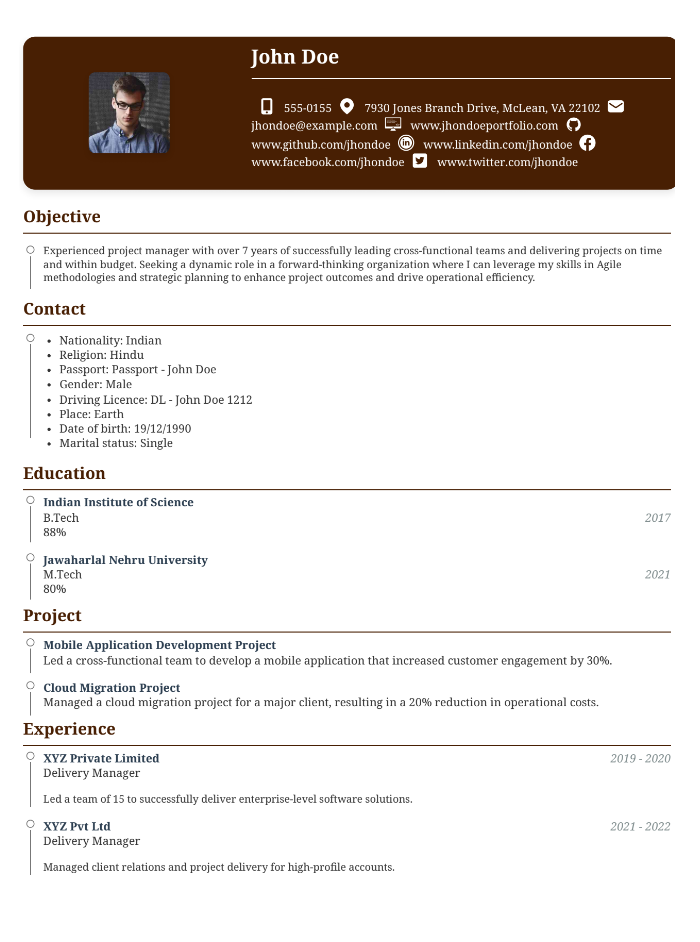 John Doe
555-0155 7930 Jones Branch Drive, McLean, VA 22102
jhondoe@example.com www.jhondoeportfolio.com
www.github.com/jhondoe www.linkedin.com/jhondoe
www.facebook.com/jhondoe www.twitter.com/jhondoe
Objective
Experienced project manager with over 7 years of successfully leading cross-functional teams and delivering projects on time
and within budget. Seeking a dynamic role in a forward-thinking organization where I can leverage my skills in Agile
methodologies and strategic planning to enhance project outcomes and drive operational efficiency.
Contact
• Nationality: Indian
• Religion: Hindu
• Passport: Passport - John Doe
• Gender: Male
• Driving Licence: DL - John Doe 1212
• Place: Earth
• Date of birth: 19/12/1990
• Marital status: Single
Education
Indian Institute of Science
B.Tech 2017
88%
Jawaharlal Nehru University
M.Tech 2021
80%
Project
Mobile Application Development Project
Led a cross-functional team to develop a mobile application that increased customer engagement by 30%.
Cloud Migration Project
Managed a cloud migration project for a major client, resulting in a 20% reduction in operational costs.
Experience
XYZ Private Limited 2019 - 2020
Delivery Manager
Led a team of 15 to successfully deliver enterprise-level software solutions.
XYZ Pvt Ltd 2021 - 2022
Delivery Manager
Managed client relations and project delivery for high-profile accounts.